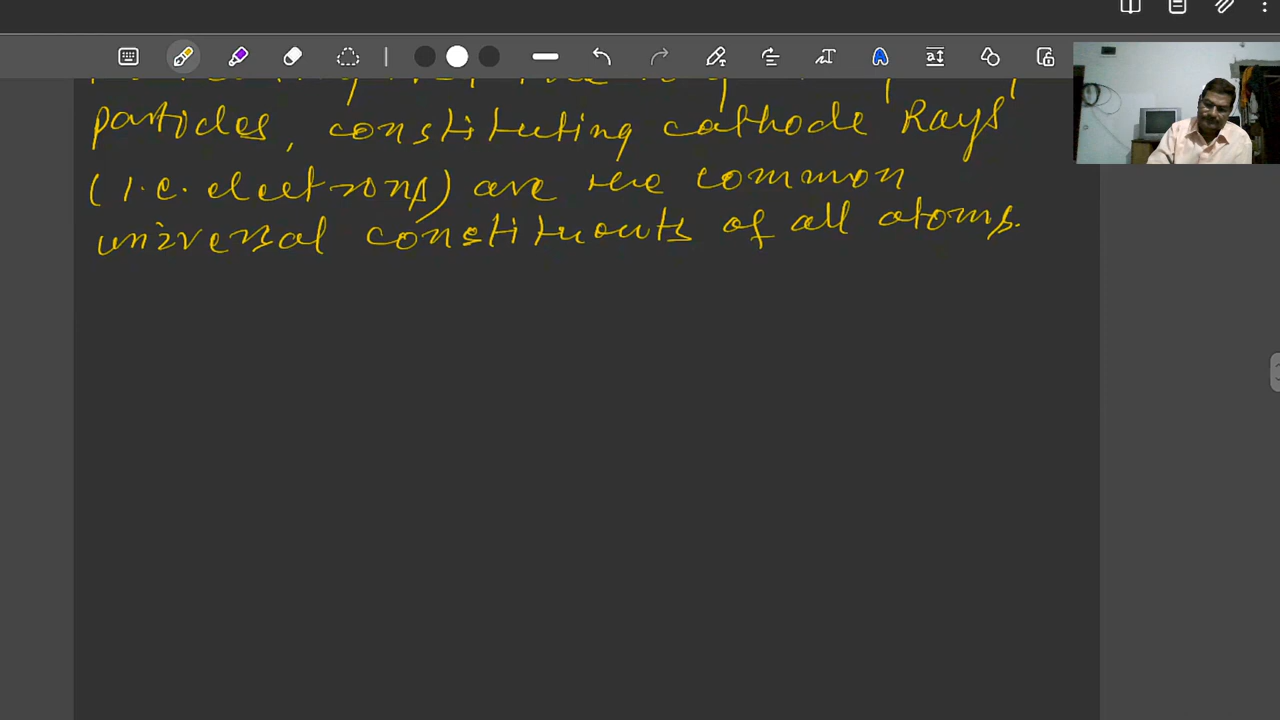 particles, constituting cathode Rays
(i.e. electrons) are the common
universal constituents of all atoms.